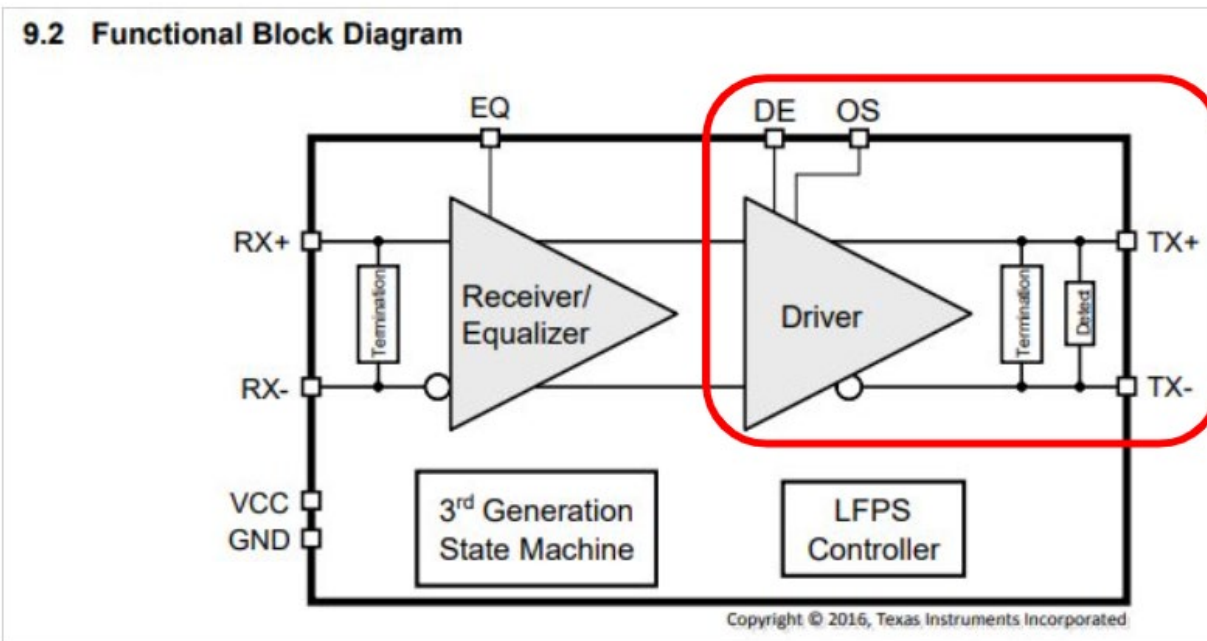 9.2 Functional Block Diagram
EQ
DE
OS
RX+
TX+
Termination
Receiver/
Equalizer
Driver
Termination
Detect
RX-
TX-
VCC
GND
3rd Generation
State Machine
LFPS
Controller
Copyright © 2016, Texas Instruments Incorporated